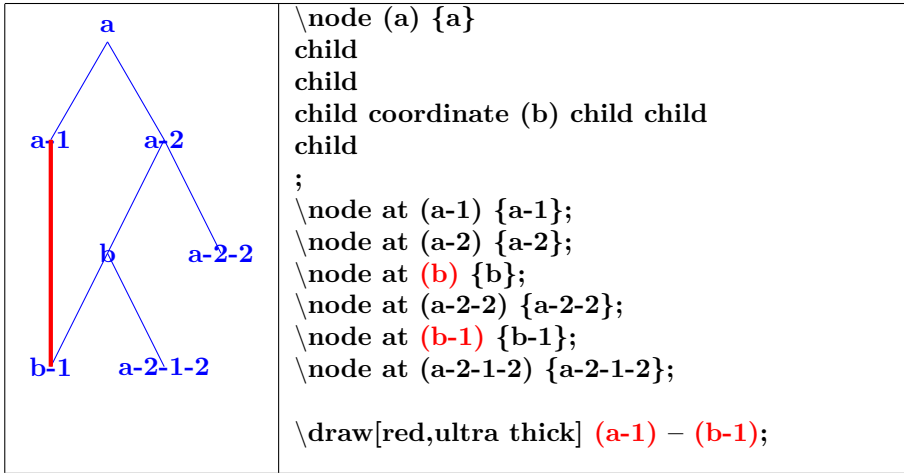 a
a-1 a-2
b a-2-2
b-1 a-2-1-2
\node (a) {a}
child
child
child coordinate (b) child child
child
;
\node at (a-1) {a-1};
\node at (a-2) {a-2};
\node at (b) {b};
\node at (a-2-2) {a-2-2};
\node at (b-1) {b-1};
\node at (a-2-1-2) {a-2-1-2};
\draw[red,ultra thick] (a-1) – (b-1);